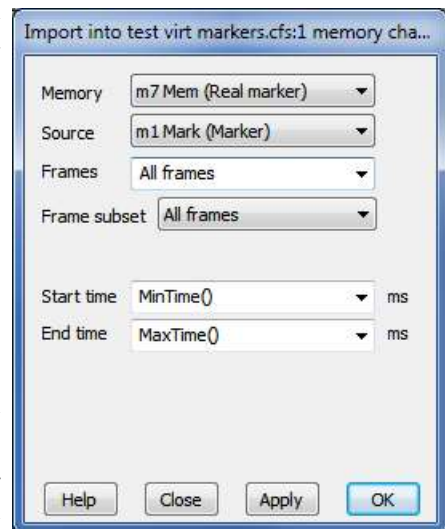 Import into test virt markers.cfs:1 memory cha...
Memory m7 Mem (Real marker)
Source m1 Mark (Marker)
Frames All frames
Frame subset All frames
Start time MinTime() ms
End time MaxTime() ms
Help Close Apply OK